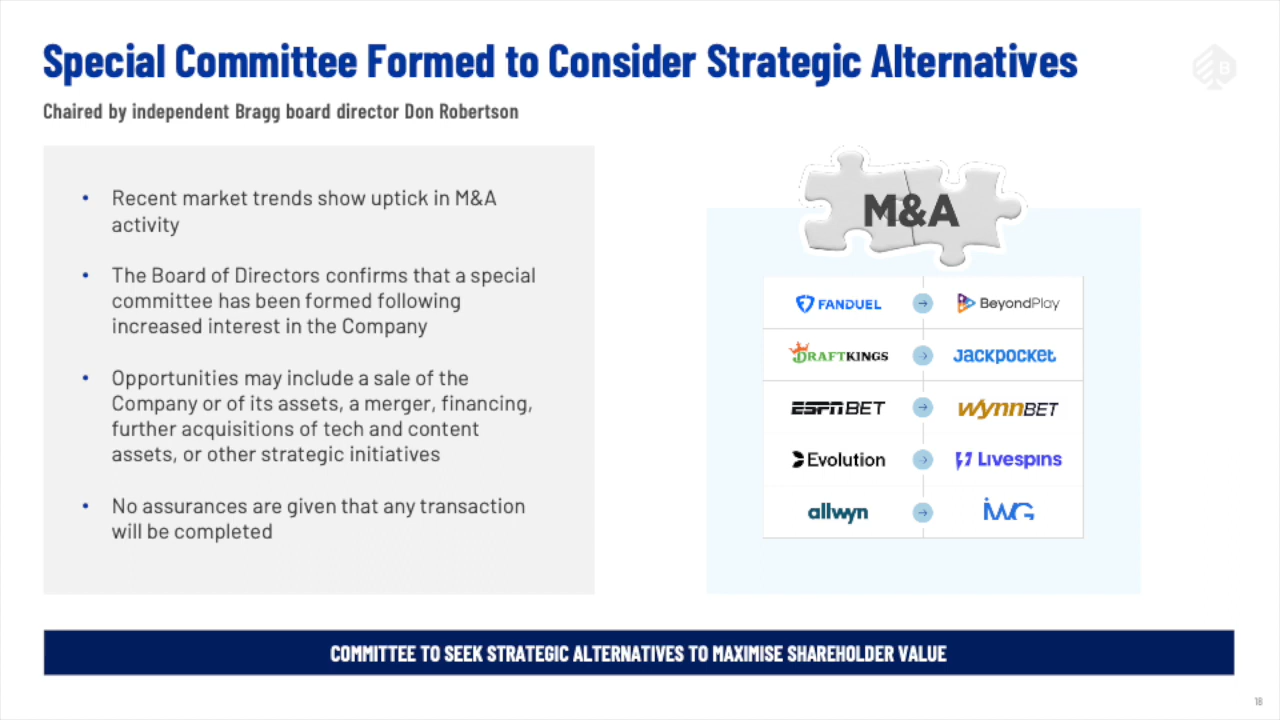 Special Committee Formed to Consider Strategic Alternatives
B
Chaired by independent Bragg board director Don Robertson
• Recent market trends show uptick in M&A
activity
• The Board of Directors confirms that a special
committee has been formed following
increased interest in the Company
• Opportunities may include a sale of the
Company or of its assets, a merger, financing,
further acquisitions of tech and content
assets, or other strategic initiatives
• No assurances are given that any transaction
will be completed
M&A
FANDUEL → BeyondPlay
DRAFTKINGS → JACKPOCKET
ESPN BET → WynnBET
Evolution → Livespins
allwyn → IWG
COMMITTEE TO SEEK STRATEGIC ALTERNATIVES TO MAXIMISE SHAREHOLDER VALUE
18